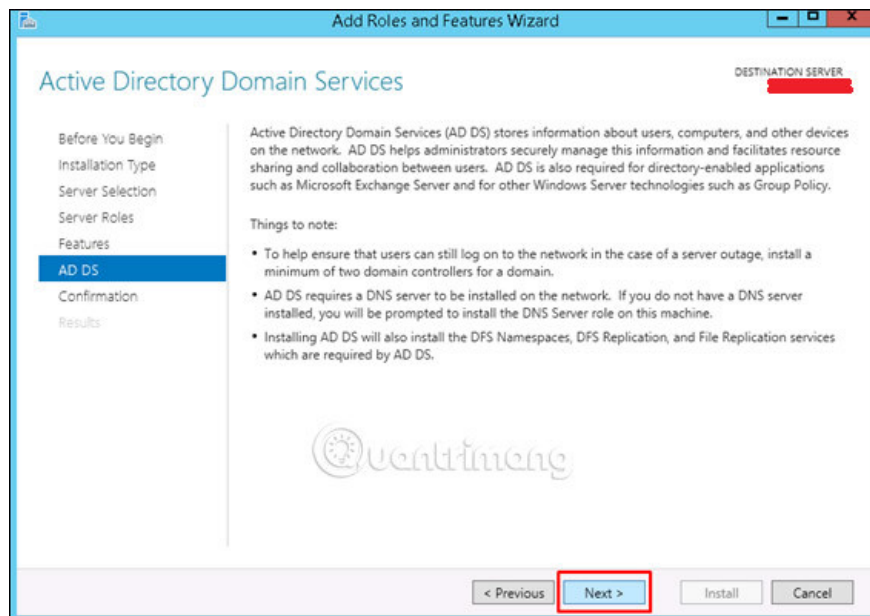 Add Roles and Features Wizard
Active Directory Domain Services
DESTINATION SERVER
Before You Begin
Installation Type
Server Selection
Server Roles
Features
AD DS
Confirmation
Results
Active Directory Domain Services (AD DS) stores information about users, computers, and other devices
on the network. AD DS helps administrators securely manage this information and facilitates resource
sharing and collaboration between users. AD DS is also required for directory-enabled applications
such as Microsoft Exchange Server and for other Windows Server technologies such as Group Policy.
Things to note:
• To help ensure that users can still log on to the network in the case of a server outage, install a
minimum of two domain controllers for a domain.
• AD DS requires a DNS server to be installed on the network. If you do not have a DNS server
installed, you will be prompted to install the DNS Server role on this machine.
• Installing AD DS will also install the DFS Namespaces, DFS Replication, and File Replication services
which are required by AD DS.
Quantrimang
< Previous
Next >
Install
Cancel